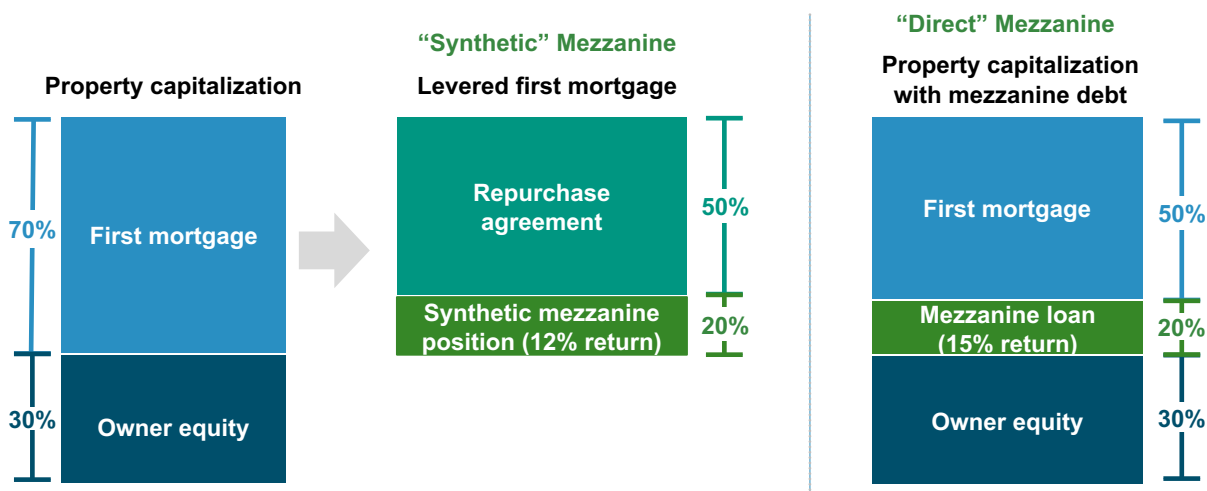 Property capitalization
70%
First mortgage
30%
Owner equity
“Synthetic” Mezzanine
Levered first mortgage
Repurchase
agreement
50%
Synthetic mezzanine
position (12% return)
20%
“Direct” Mezzanine
Property capitalization
with mezzanine debt
First mortgage
50%
Mezzanine loan
(15% return)
20%
Owner equity
30%